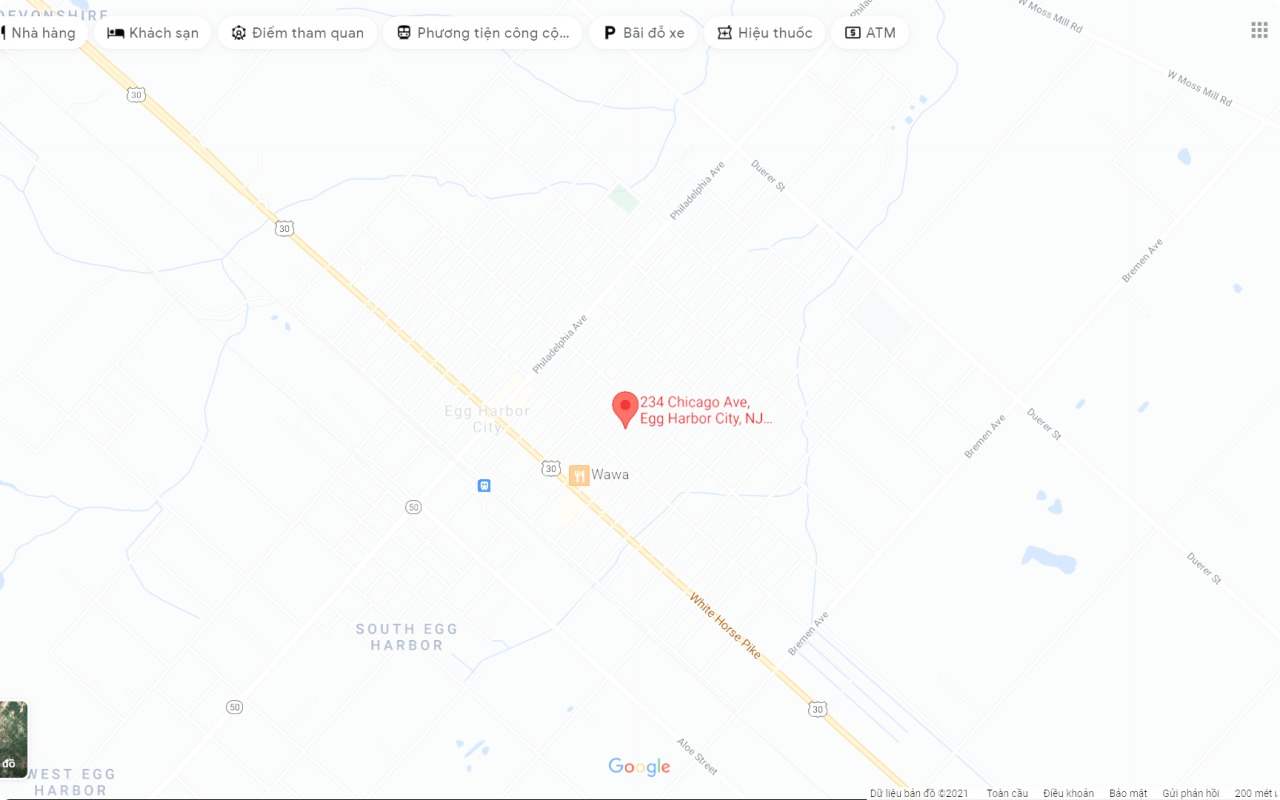 DEVONSHIRE
Nhà hàng
Khách sạn
Điểm tham quan
Phương tiện công cộ...
Bãi đỗ xe
Hiệu thuốc
ATM
W Moss Mill Rd
W Moss Mill Rd
30
30
Philadelphia Ave
Duerer St
Bremen Ave
Philadelphia Ave
Egg Harbor
City
234 Chicago Ave,
Egg Harbor City, NJ...
Bremen Ave
Duerer St
30
Wawa
50
Duerer St
White Horse Pike
Bremen Ave
SOUTH EGG
HARBOR
50
30
Aloe Street
đồ
WEST EGG
HARBOR
Google
Dữ liệu bản đồ ©2021
Toàn cầu
Điều khoản
Bảo mật
Gửi phản hồi
200 mét